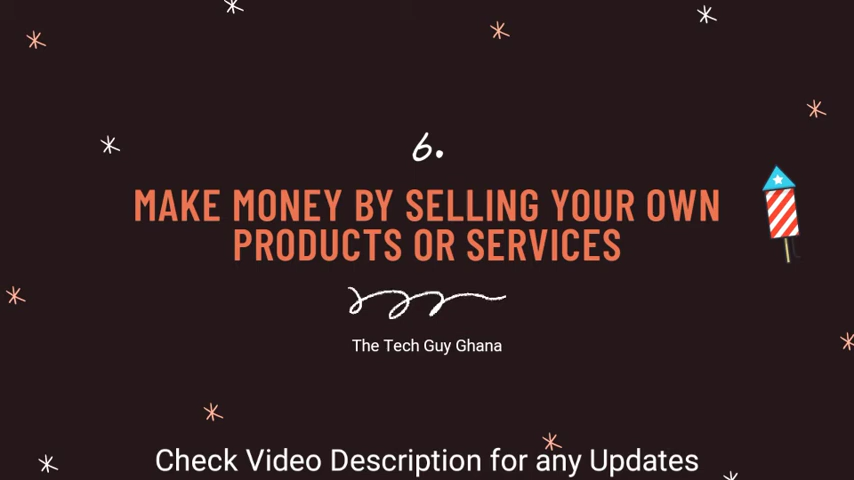 6.
MAKE MONEY BY SELLING YOUR OWN
PRODUCTS OR SERVICES
The Tech Guy Ghana
Check Video Description for any Updates